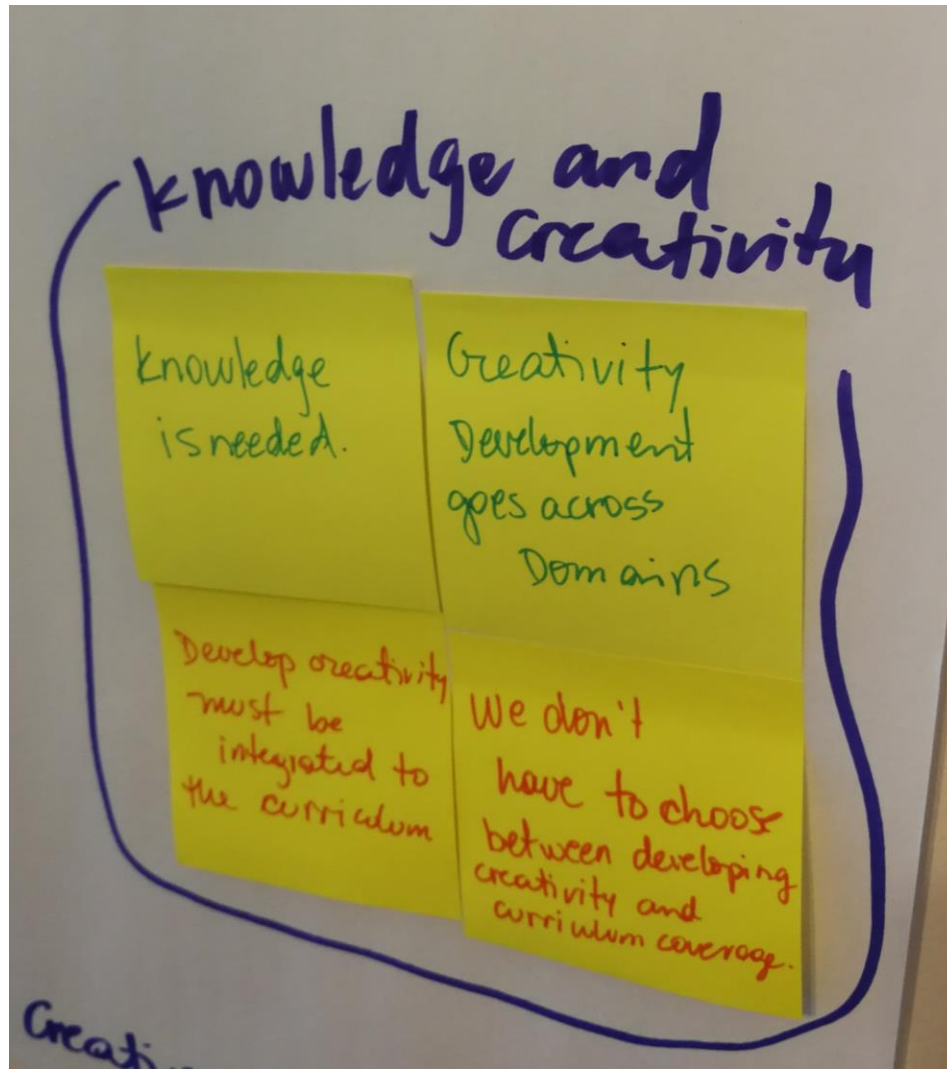 knowledge and
creativity
knowledge
is needed.
Creativity
Development
goes across
Domains
Develop creativity
must be
integrated to
the curriculum
We don't
have to choose
between developing
creativity and
curriculum coverage.